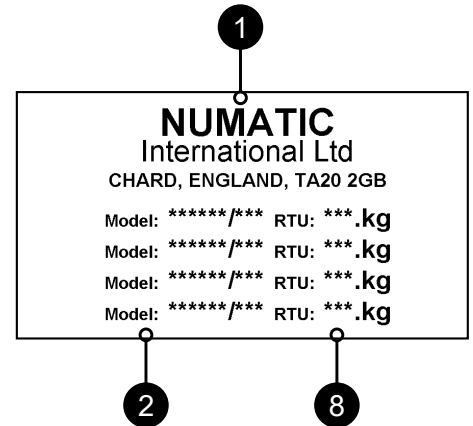 1
NUMATIC
International Ltd
CHARD, ENGLAND, TA20 2GB
Model: ******/*** RTU: ***.kg
Model: ******/*** RTU: ***.kg
Model: ******/*** RTU: ***.kg
Model: ******/*** RTU: ***.kg
2 8